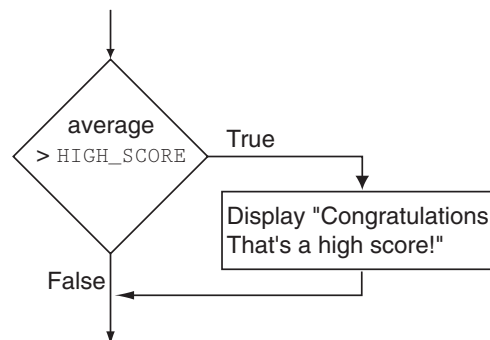 average
> HIGH_SCORE
True
Display "Congratulations
That's a high score!"
False